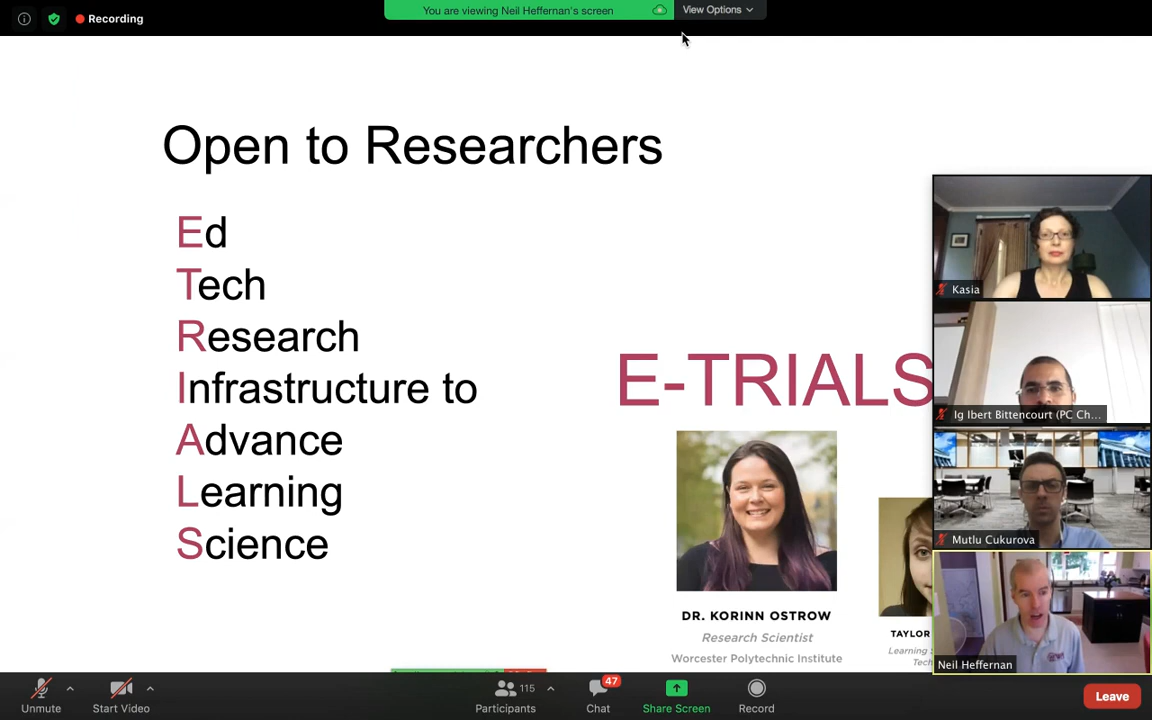 Recording
You are viewing Neil Heffernan's screen
View Options
Open to Researchers
Ed
Tech
Research
Infrastructure to
Advance
Learning
Science
E-TRIALS
DR. KORINN OSTROW
Research Scientist
Worcester Polytechnic Institute
TAYLOR
Learning
Tech
Kasia
Ig Ibert Bittencourt (PC Ch...
Mutlu Cukurova
Neil Heffernan
Unmute
Start Video
115
Participants
47
Chat
Share Screen
Record
Leave